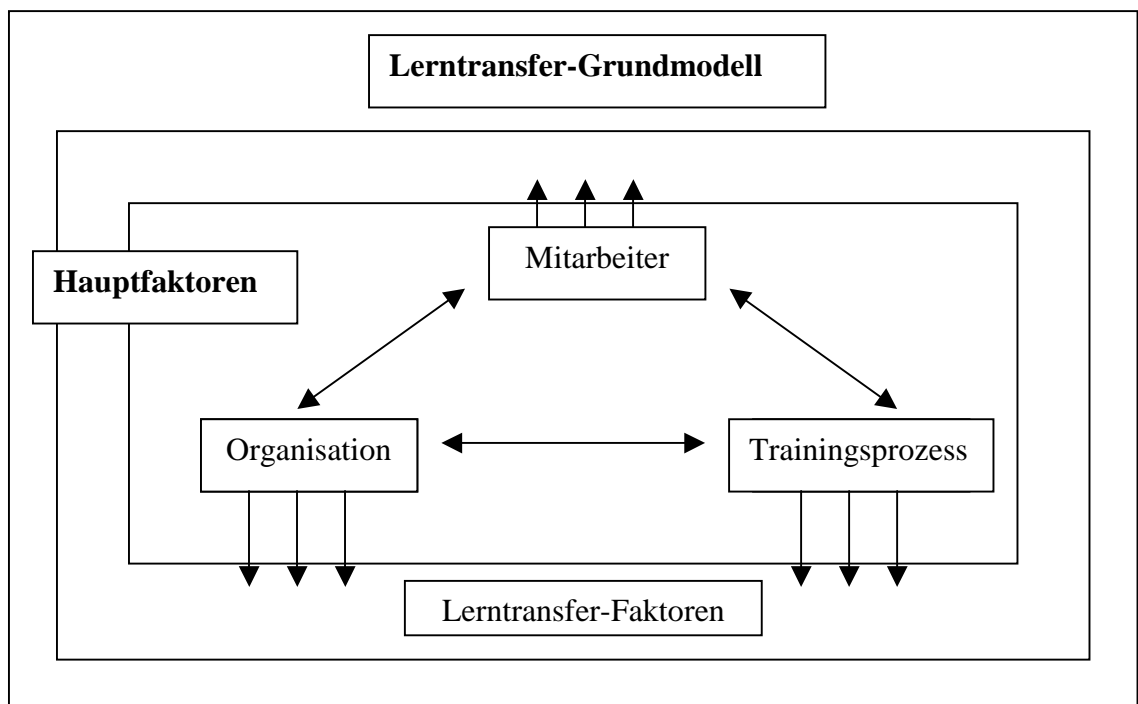 Lerntransfer-Grundmodell
Mitarbeiter
Hauptfaktoren
Organisation
Trainingsprozess
Lerntransfer-Faktoren